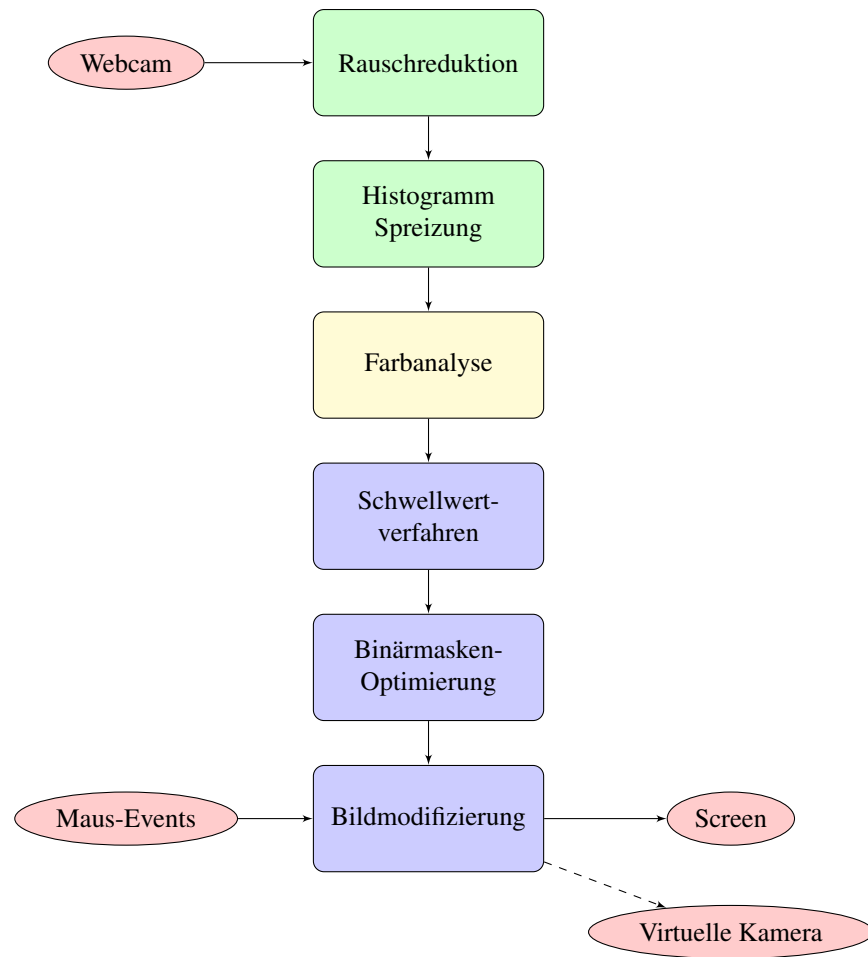 Webcam
Rauschreduktion
Histogramm
Spreizung
Farbanalyse
Schwellwert-
verfahren
Binärmasken-
Optimierung
Maus-Events
Bildmodifizierung
Screen
Virtuelle Kamera